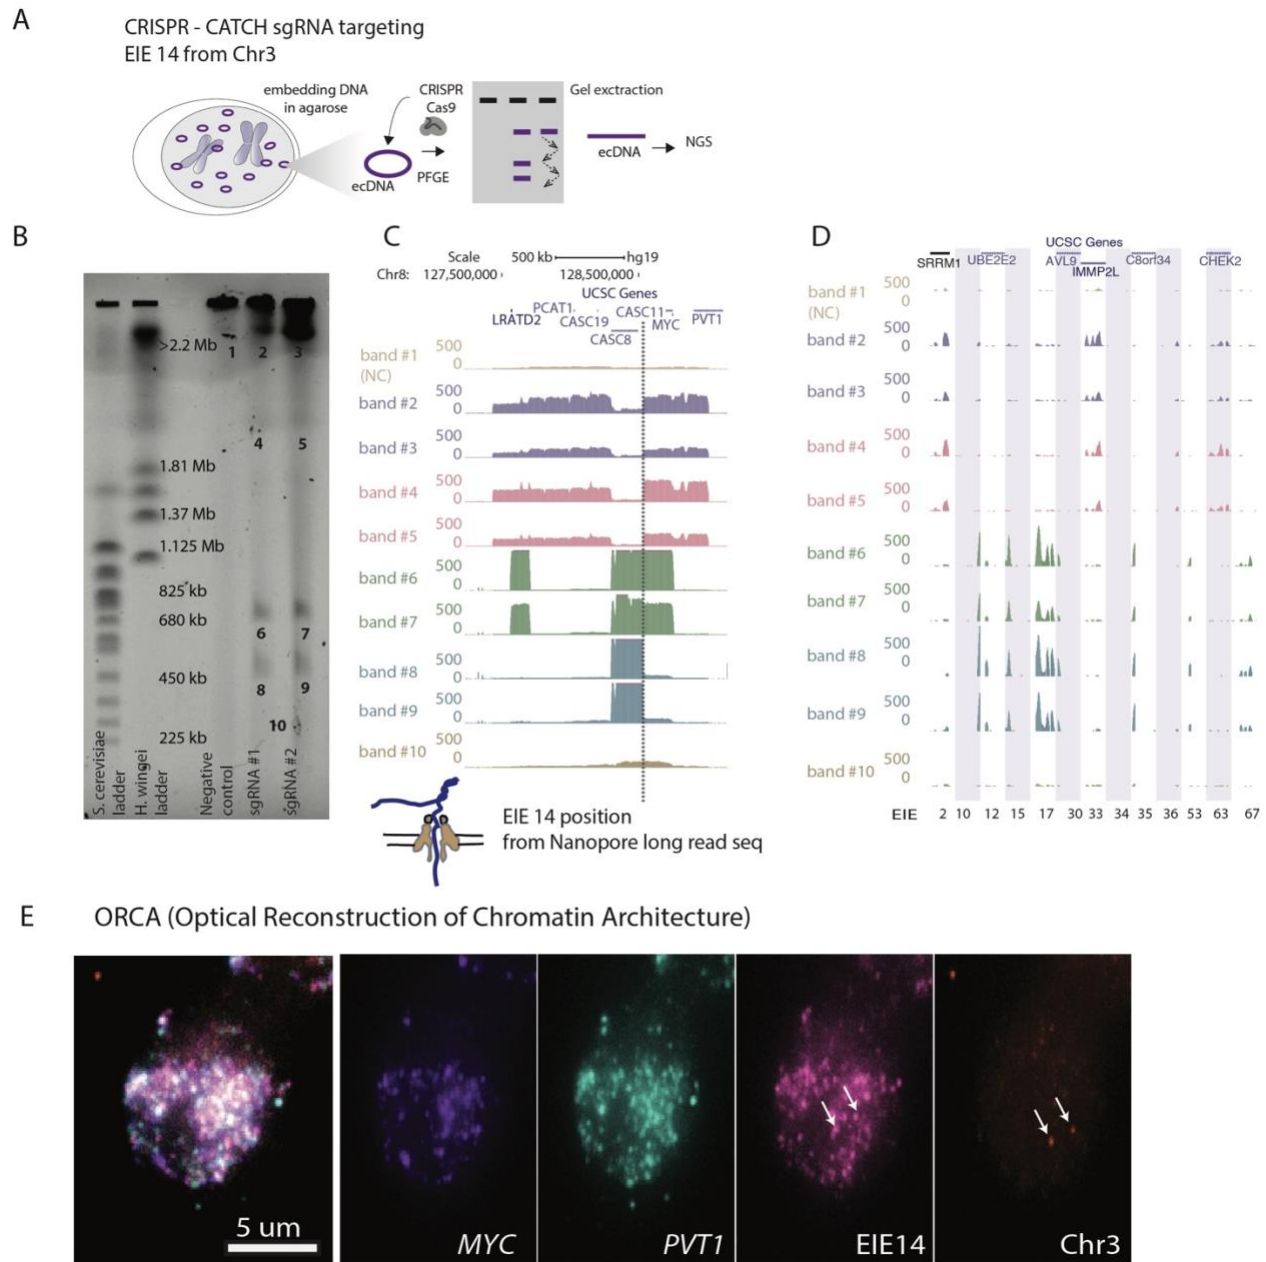 A
CRISPR - CATCH sgRNA targeting
EIE 14 from Chr3
embedding DNA
in agarose
CRISPR
Cas9
ecDNA
PFGE
Gel exctraction
ecDNA
NGS
B
>2.2 Mb
1
2
3
4
5
1.81 Mb
1.37 Mb
1.125 Mb
825 kb
680 kb
6
7
450 kb
8
9
10
225 kb
S. cerevisiae
ladder
H. wingei
ladder
Negative
control
sgRNA #1
sgRNA #2
C
Scale
500 kb
hg19
Chr8:
127,500,000
128,500,000
UCSC Genes
LRATD2
PCAT1
CASC19
CASC8
CASC11
MYC
PVT1
band #1
(NC)
500
0
band #2
500
0
band #3
500
0
band #4
500
0
band #5
500
0
band #6
500
0
band #7
500
0
band #8
500
0
band #9
500
0
band #10
500
0
EIE 14 position
from Nanopore long read seq
D
UCSC Genes
SRRM1
UBE2E2
AVL9
IMMP2L
C8orf34
CHEK2
band #1
(NC)
500
0
band #2
500
0
band #3
500
0
band #4
500
0
band #5
500
0
band #6
500
0
band #7
500
0
band #8
500
0
band #9
500
0
band #10
500
0
EIE 2 10 12 15 17 30 33 34 35 36 53 63 67
E
ORCA (Optical Reconstruction of Chromatin Architecture)
5 um
MYC
PVT1
EIE14
Chr3